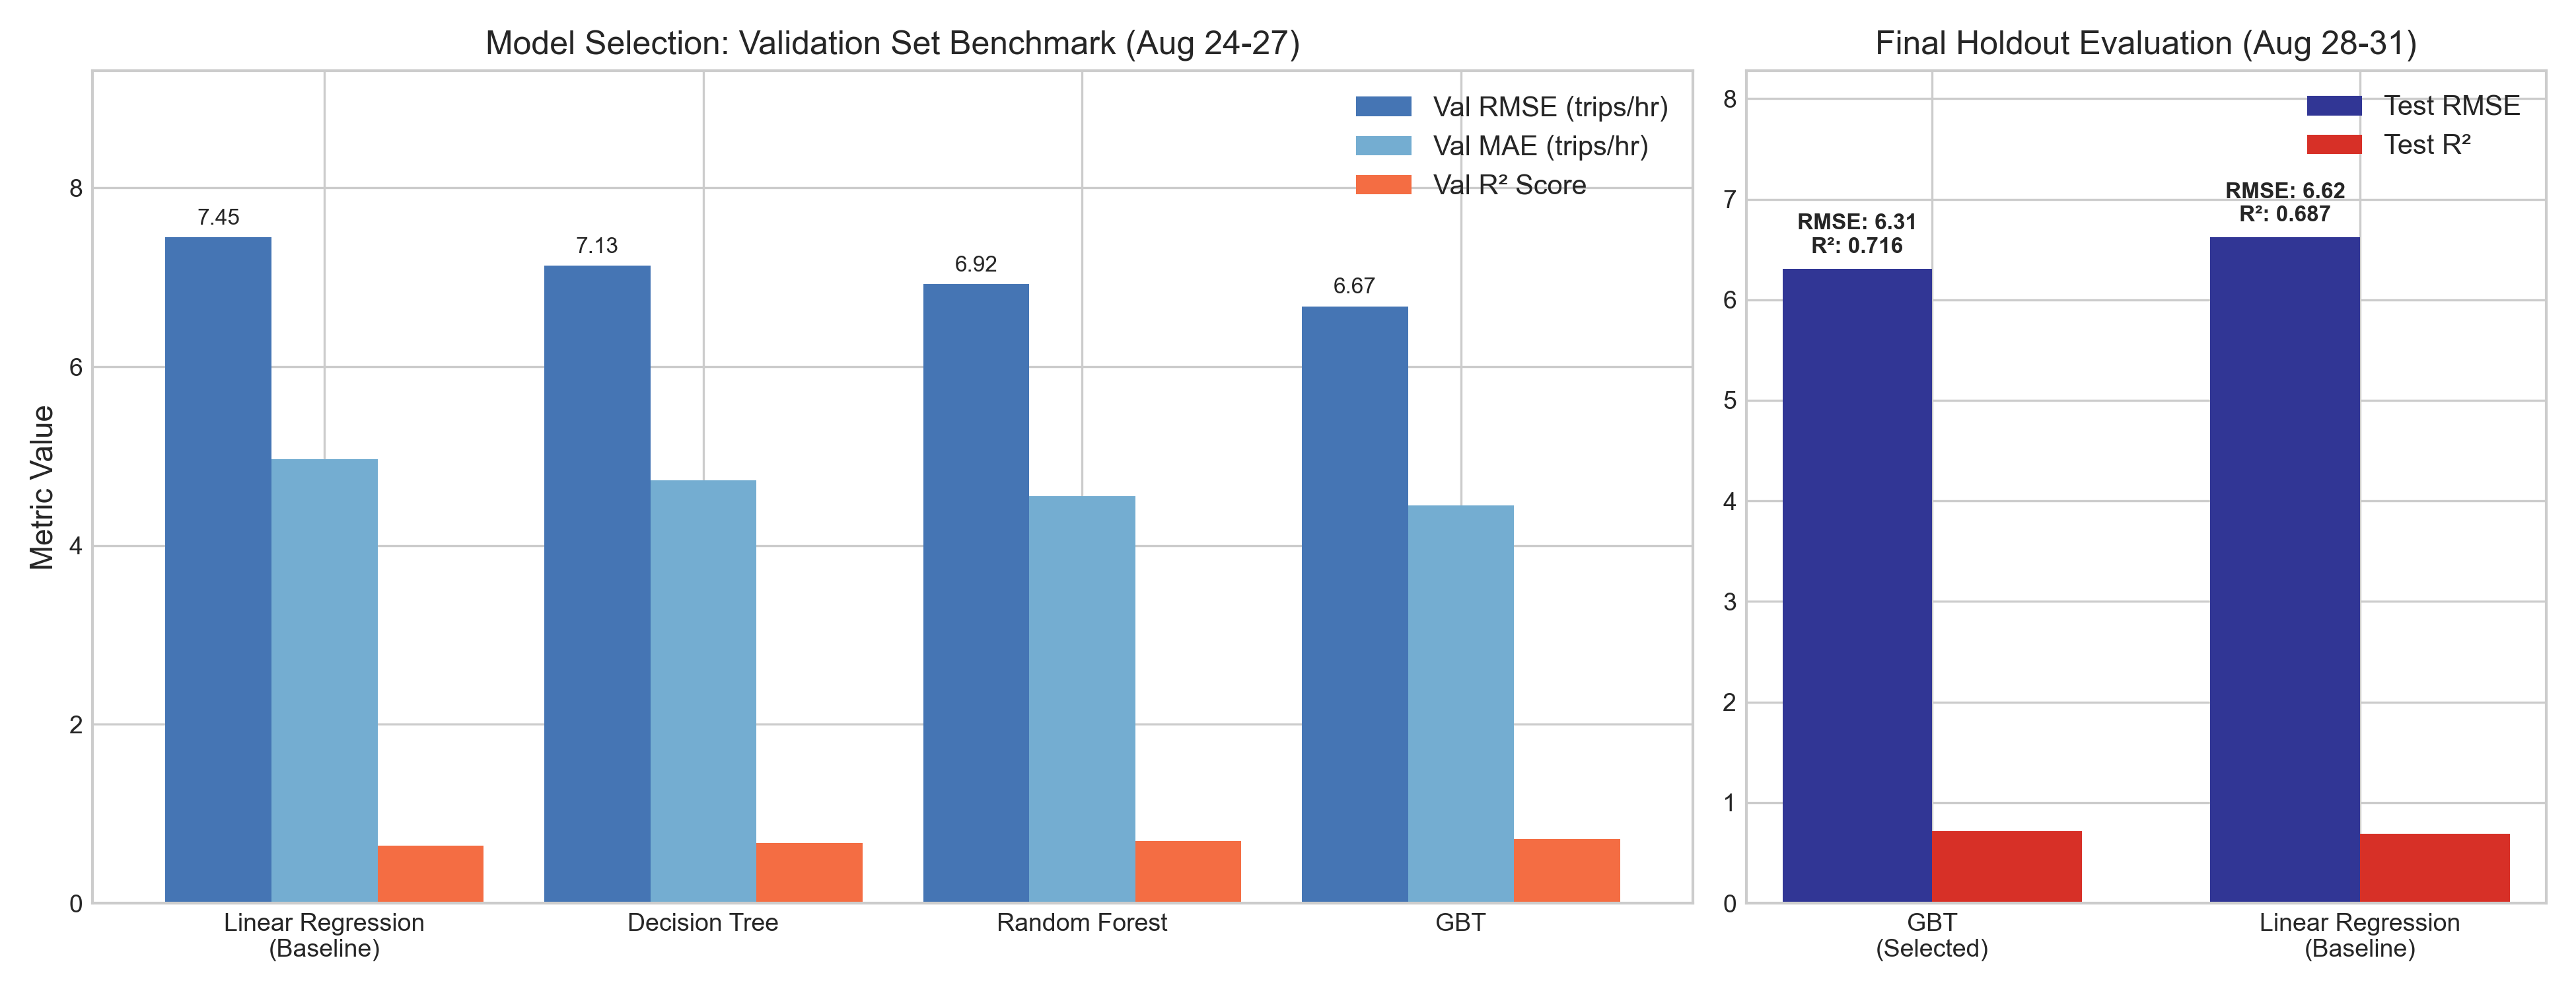 Model Selection: Validation Set Benchmark (Aug 24-27)
Metric Value
8
6
4
2
0
Val RMSE (trips/hr)
Val MAE (trips/hr)
Val R² Score
7.45
7.13
6.92
6.67
Linear Regression
(Baseline)
Decision Tree
Random Forest
GBT
Final Holdout Evaluation (Aug 28-31)
8
7
6
5
4
3
2
1
0
Test RMSE
Test R²
RMSE: 6.31
R²: 0.716
RMSE: 6.62
R²: 0.687
GBT
(Selected)
Linear Regression
(Baseline)